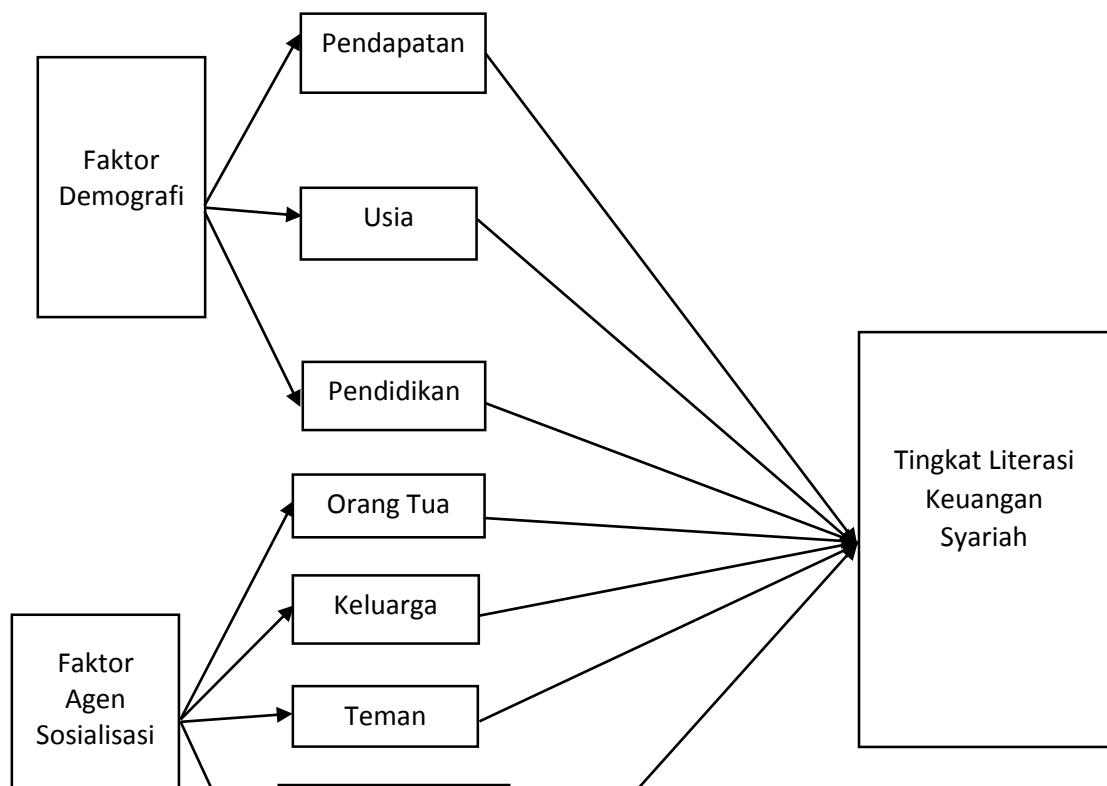 Pendapatan
Faktor
Demografi
Usia
Pendidikan
Tingkat Literasi
Keuangan
Syariah
Orang Tua
Keluarga
Faktor
Agen
Sosialisasi
Teman